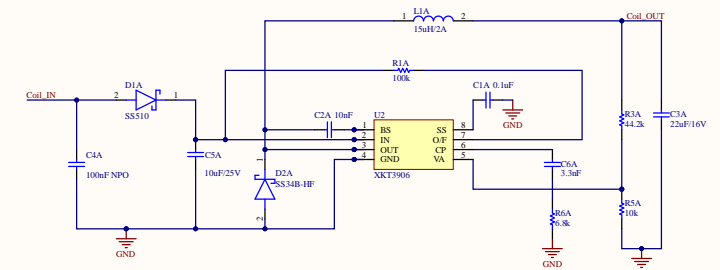 L1A
1 2
15uH/2A
Coil_OUT
R1A
100k
Coil_IN
D1A
2 1
SS510
C1A 0.1uF
GND
C2A 10nF
U2
1 BS SS 8
2 IN O/F 7
3 OUT CP 6
4 GND VA 5
XKT3906
R3A
44.2k
C3A
22uF/16V
C4A
100nF NPO
C5A
10uF/25V
1
D2A
SS34B-HF
2
C6A
3.3nF
R6A
6.8k
R5A
10k
GND
GND
GND